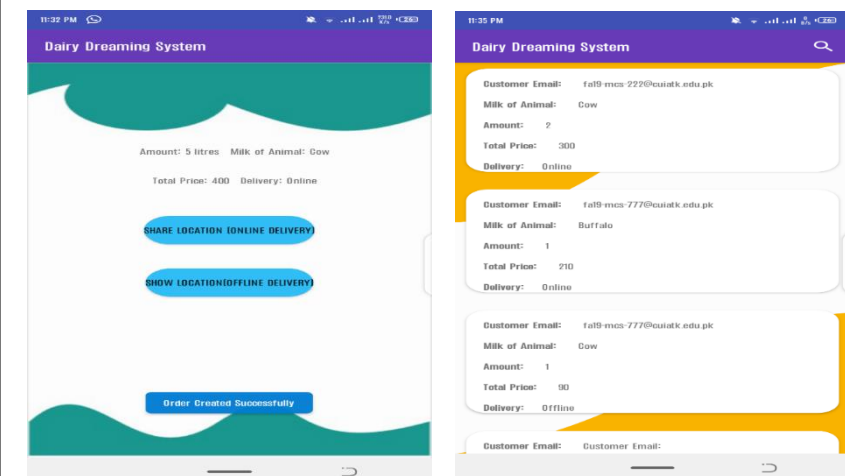 11:32 PM
Dairy Dreaming System
Amount: 5 litres Milk of Animal: Cow
Total Price: 400 Delivery: Online
SHARE LOCATION (ONLINE DELIVERY)
SHOW LOCATION(OFFLINE DELIVERY)
Order Created Successfully
11:35 PM
Dairy Dreaming System
Customer Email: fa19-mcs-222@cuiatk.edu.pk
Milk of Animal: Cow
Amount: 2
Total Price: 300
Delivery: Online
Customer Email: fa19-mcs-777@cuiatk.edu.pk
Milk of Animal: Buffalo
Amount: 1
Total Price: 210
Delivery: Online
Customer Email: fa19-mcs-777@cuiatk.edu.pk
Milk of Animal: Cow
Amount: 1
Total Price: 90
Delivery: Offline
Customer Email: Customer Email: